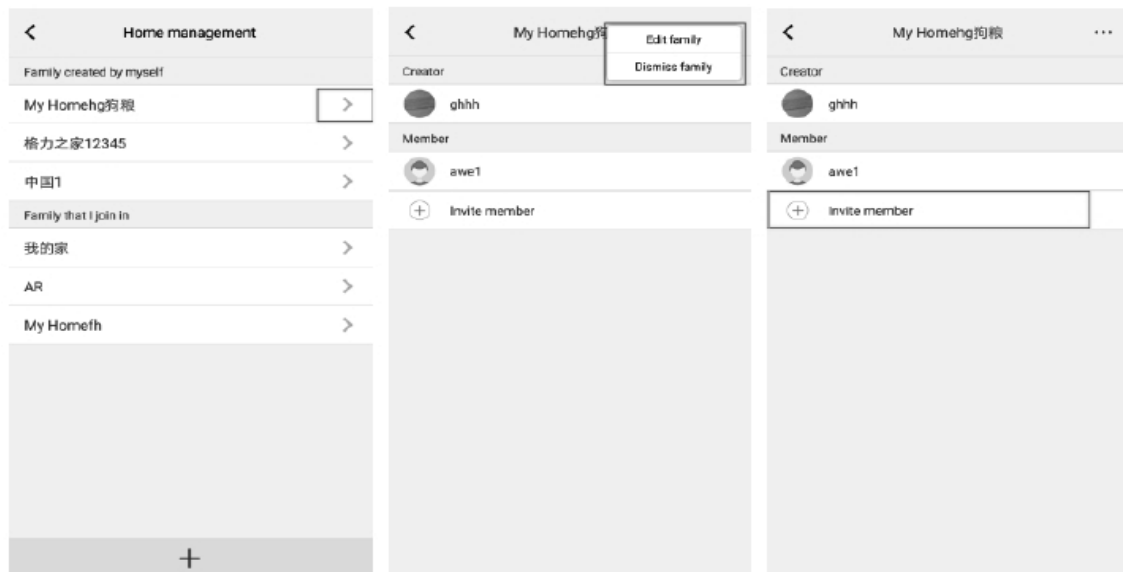 Home management
Family created by myself
My Homehg狗粮
格力之家12345
中国1
Family that I join in
我的家
AR
My Homefh
My Homehg狗
Edit family
Dismiss family
Creator
ghhh
Member
awe1
Invite member
My Homehg狗粮
Creator
ghhh
Member
awe1
Invite member